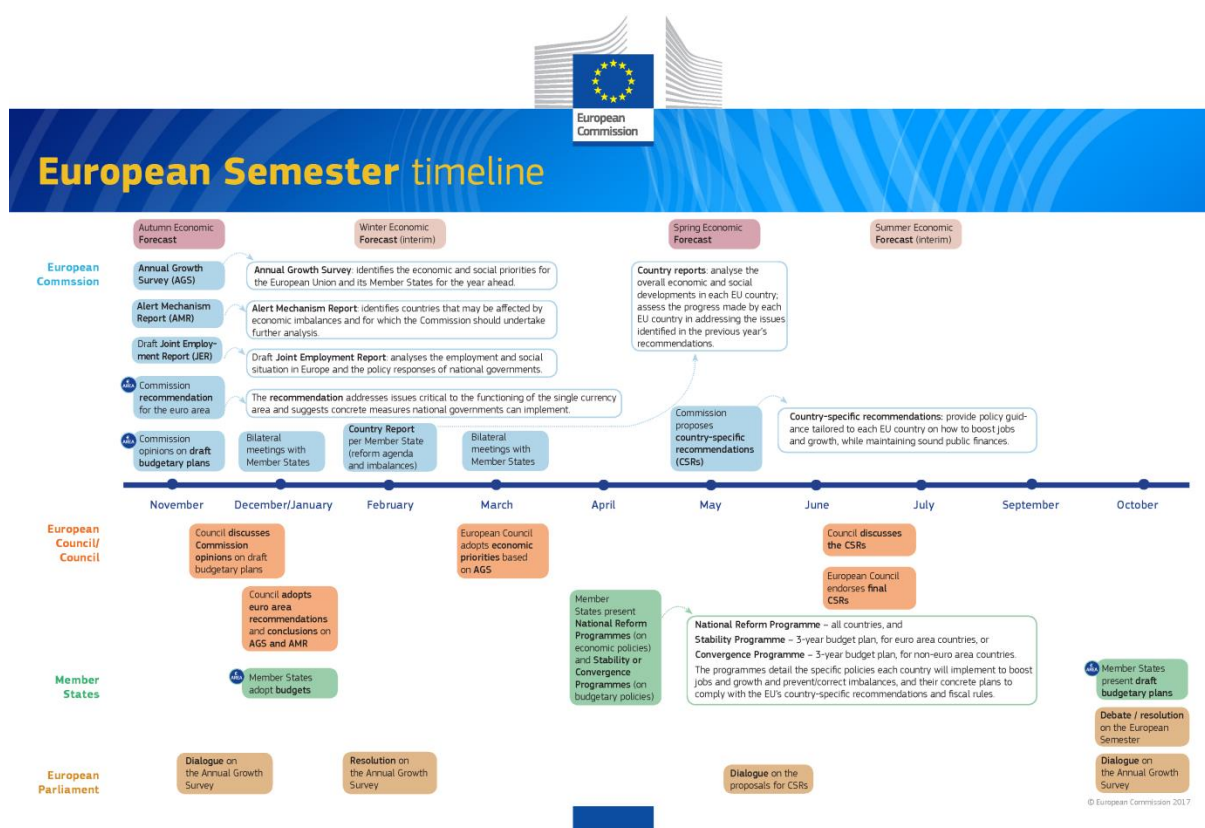 European
Commission
European Semester timeline
Autumn Economic
Forecast
Winter Economic
Forecast (interim)
Spring Economic
Forecast
Summer Economic
Forecast (interim)
European
Commssion
Annual Growth
Survey (AGS)
Annual Growth Survey: identifies the economic and social priorities for
the European Union and its Member States for the year ahead.
Country reports: analyse the
overall economic and social
developments in each EU country;
assess the progress made by each
EU country in addressing the issues
identified in the previous year's
recommendations.
Alert Mechanism
Report (AMR)
Alert Mechanism Report: identifies countries that may be affected by
economic imbalances and for which the Commission should undertake
further analysis.
Draft Joint Employ-
ment Report (JER)
Draft Joint Employment Report: analyses the employment and social
situation in Europe and the policy responses of national governments.
€
AREA
Commission
recommendation
for the euro area
The recommendation addresses issues critical to the functioning of the single currency
area and suggests concrete measures national governments can implement.
Commission
proposes
country-specific
recommendations
(CSRs)
Country-specific recommendations: provide policy guid-
ance tailored to each EU country on how to boost jobs
and growth, while maintaining sound public finances.
€
AREA
Commission
opinions on draft
budgetary plans
Bilateral
meetings with
Member States
Country Report
per Member State
(reform agenda
and imbalances)
Bilateral
meetings with
Member States
November
December/January
February
March
April
May
June
July
September
October
European
Council/
Council
Council discusses
Commission
opinions on draft
budgetary plans
European Council
adopts economic
priorities based
on AGS
Council discusses
the CSRs
European Council
endorses final
CSRs
Council adopts
euro area
recommendations
and conclusions on
AGS and AMR
Member
States present
National Reform
Programmes (on
economic policies)
and Stability or
Convergence
Programmes (on
budgetary policies)
National Reform Programme – all countries, and
Stability Programme – 3-year budget plan, for euro area countries, or
Convergence Programme – 3-year budget plan, for non-euro area countries.
The programmes detail the specific policies each country will implement to boost
jobs and growth and prevent/correct imbalances, and their concrete plans to
comply with the EU's country-specific recommendations and fiscal rules.
Member
States
€
AREA
Member States
adopt budgets
€
AREA
Member States
present draft
budgetary plans
Debate / resolution
on the European
Semester
European
Parliament
Dialogue on
the Annual Growth
Survey
Resolution on
the Annual Growth
Survey
Dialogue on the
proposals for CSRs
Dialogue on
the Annual Growth
Survey
© European Commission 2017